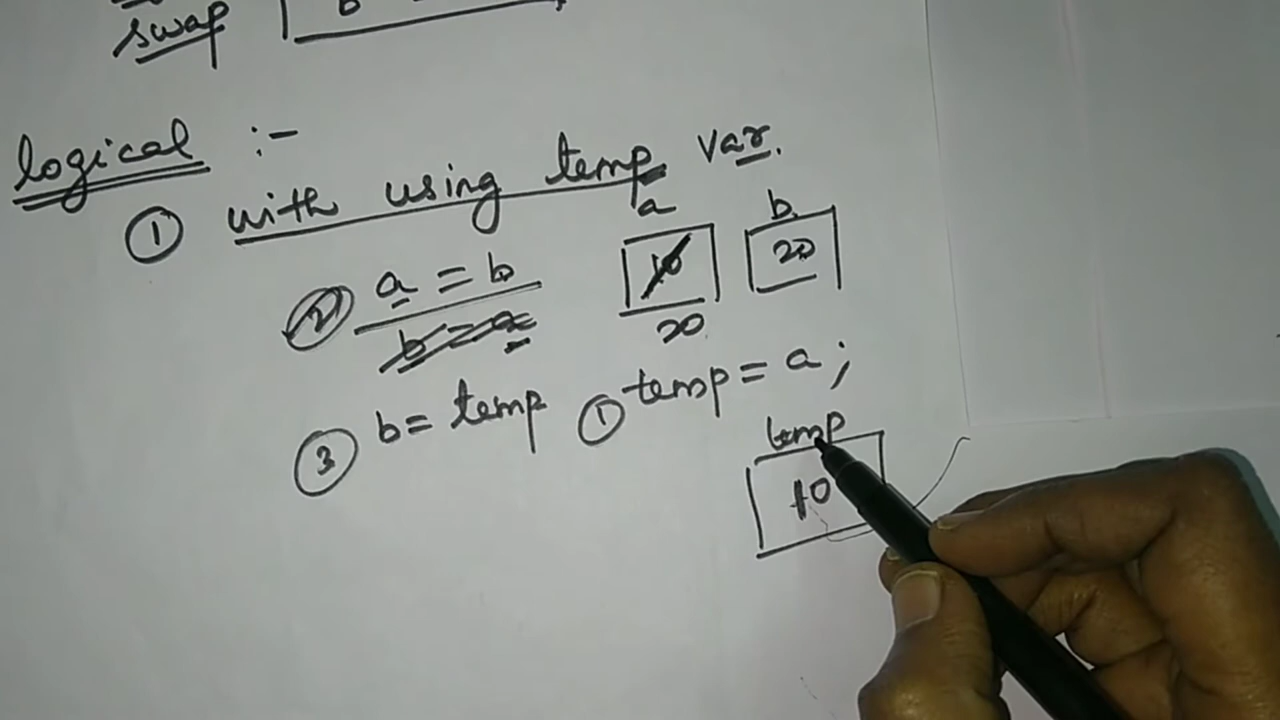 swap b
logical :-
① with using temp var.
a b
② a = b 10 20
b = a 20
③ b = temp ① temp = a ;
temp
10